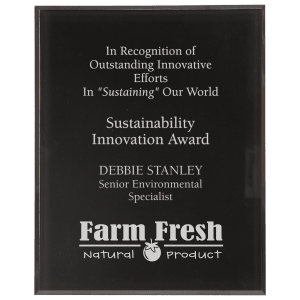 In Recognition of
Outstanding Innovative
Efforts
In "Sustaining" Our World
Sustainability
Innovation Award
DEBBIE STANLEY
Senior Environmental
Specialist
Farm Fresh
Natural Product